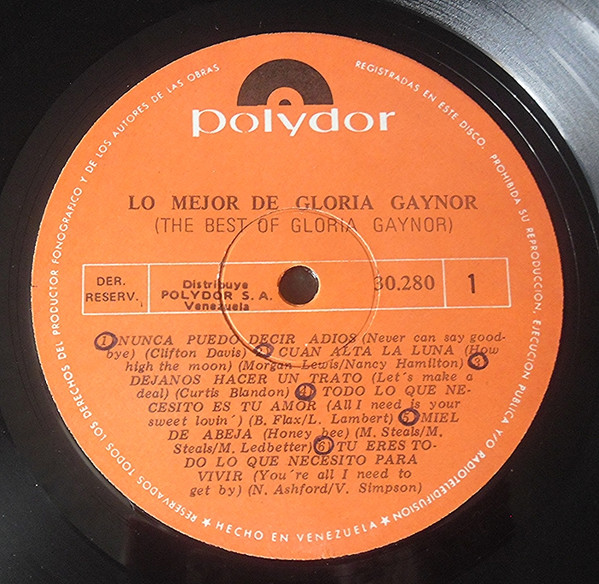 polydor
LO MEJOR DE GLORIA GAYNOR
(THE BEST OF GLORIA GAYNOR)
DER.
RESERV.
Distribuye
POLYDOR S.A.
Venezuela
30.280
1
1 NUNCA PUEDO DECIR ADIOS (Never can say good-
bye) (Clifton Davis) 2 CUAN ALTA LA LUNA (How
high the moon) (Morgan Lewis/Nancy Hamilton) 3
DEJANOS HACER UN TRATO (Let's make a
deal) (Curtis Blandon) 4 TODO LO QUE NE-
CESITO ES TU AMOR (All I need is your
sweet lovin') (B. Flax/L. Lambert) 5 MIEL
DE ABEJA (Honey bee) (M. Steals/M.
Steals/M. Ledbetter) 6 TU ERES TO-
DO LO QUE NECESITO PARA
VIVIR (You're all I need to
get by) (N. Ashford/V. Simpson)
RESERVADOS TODOS LOS DERECHOS DEL PRODUCTOR FONOGRAFICO Y DE LOS AUTORES DE LAS OBRAS REGISTRADAS EN ESTE DISCO. PROHIBIDA SU REPRODUCCION, EJECUCION PUBLICA Y/O RADIOTELEDIFUSION
★ HECHO EN VENEZUELA ★